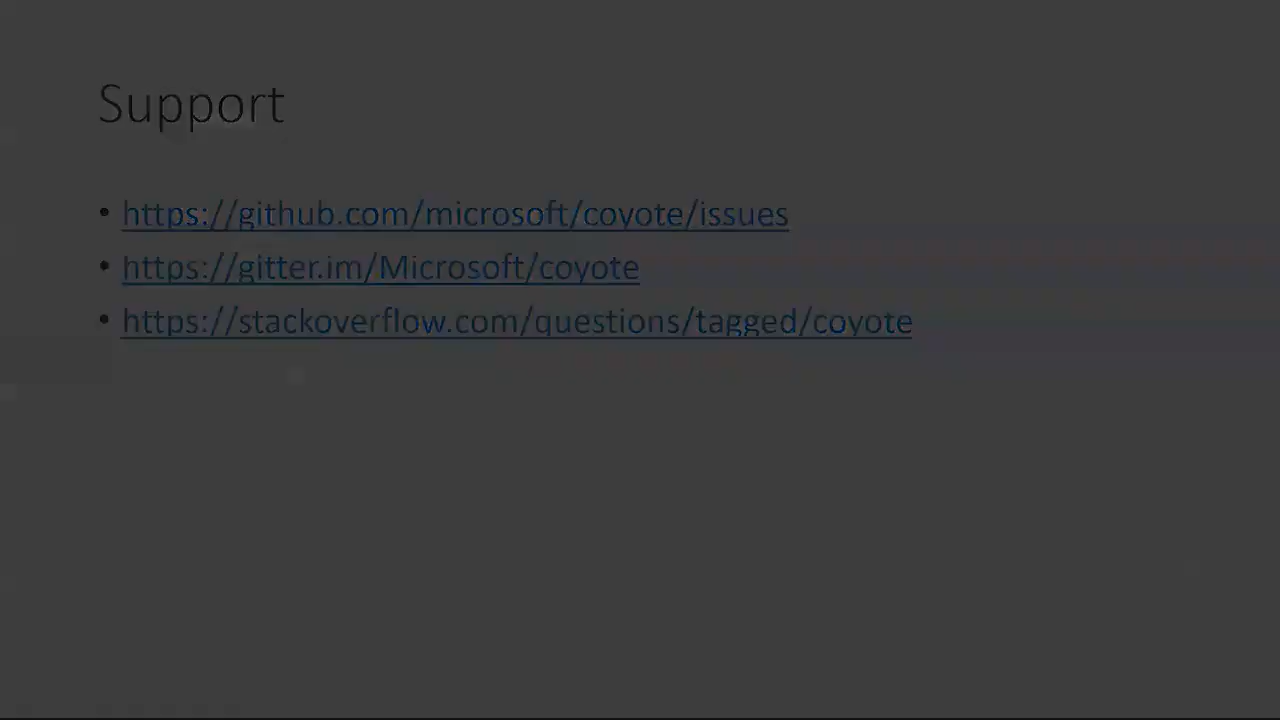 Support
• https://github.com/microsoft/coyote/issues
• https://gitter.im/Microsoft/coyote
• https://stackoverflow.com/questions/tagged/coyote